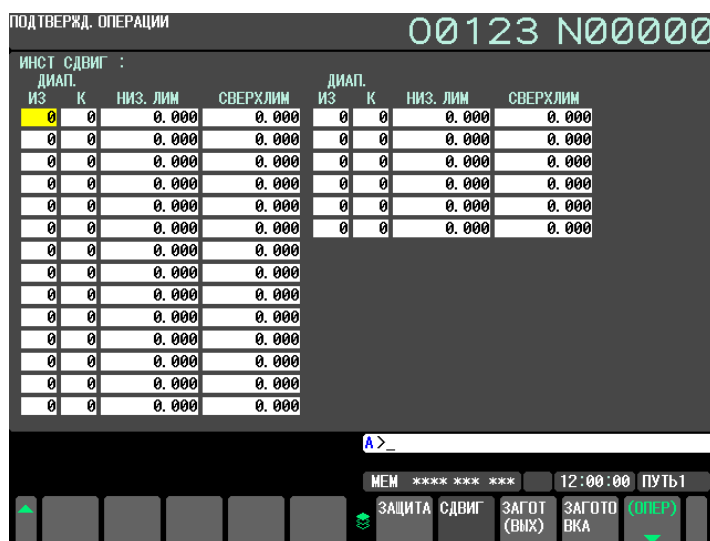 ПОДТВЕРЖД. ОПЕРАЦИИ O0123 N00000
ИНСТ СДВИГ :
ДИАП. ДИАП.
ИЗ К НИЗ. ЛИМ СВЕРХЛИМ ИЗ К НИЗ. ЛИМ СВЕРХЛИМ
0 0 0.000 0.000 0 0 0.000 0.000
0 0 0.000 0.000 0 0 0.000 0.000
0 0 0.000 0.000 0 0 0.000 0.000
0 0 0.000 0.000 0 0 0.000 0.000
0 0 0.000 0.000 0 0 0.000 0.000
0 0 0.000 0.000 0 0 0.000 0.000
0 0 0.000 0.000
0 0 0.000 0.000
0 0 0.000 0.000
0 0 0.000 0.000
0 0 0.000 0.000
0 0 0.000 0.000
0 0 0.000 0.000
0 0 0.000 0.000
A>_
MEM **** *** *** 12:00:00 ПУТЬ1
ЗАЩИТА СДВИГ ЗАГОТ ЗАГОТО (ОПЕР)
(ВЫХ) ВКА